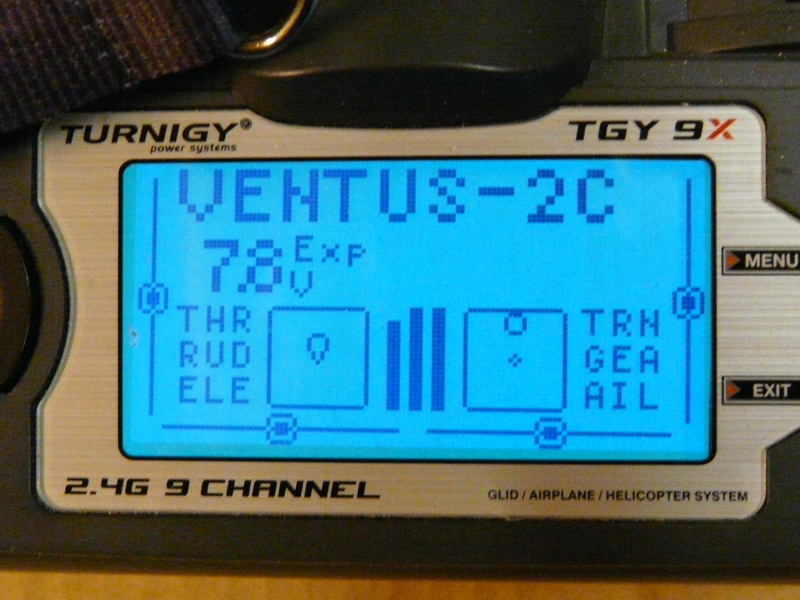 TURNIGY®
power systems
TGY 9X
VENTUS-2C
7.8 Exp
V
THR
RUD
ELE
TRN
GEA
AIL
MENU
EXIT
2.4G 9 CHANNEL
GLID / AIRPLANE / HELICOPTER SYSTEM